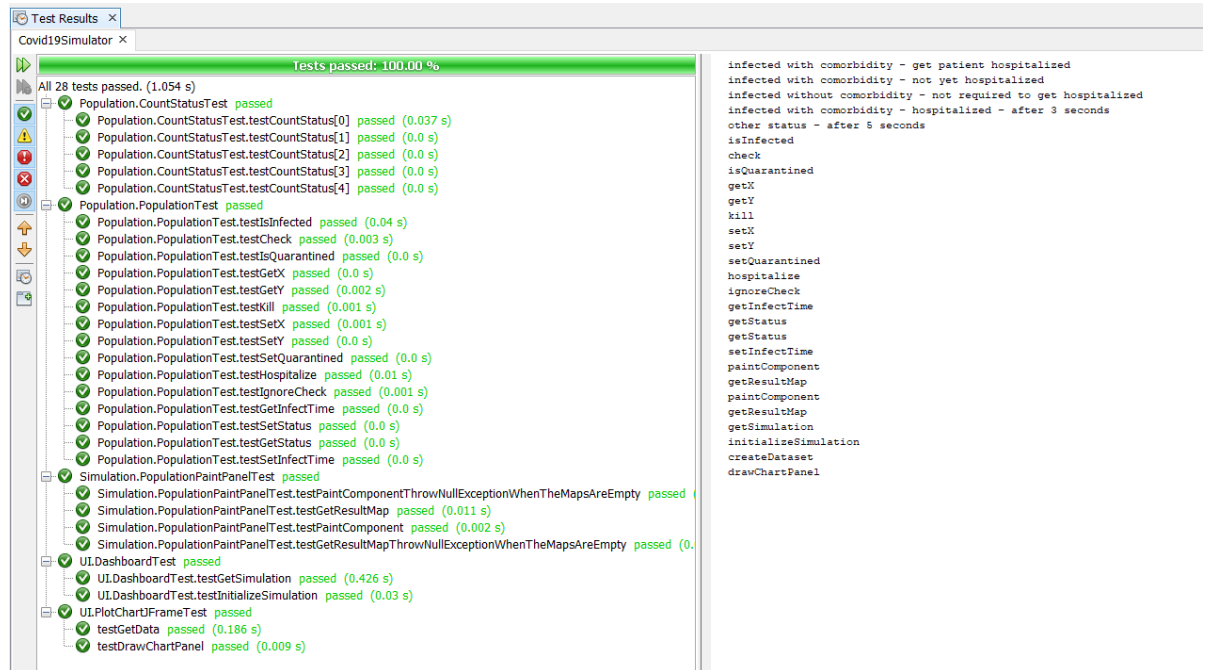 Test Results ×
Covid19Simulator ×
Tests passed: 100.00 %
All 28 tests passed. (1.054 s)
Population.CountStatusTest passed
Population.CountStatusTest.testCountStatus[0] passed (0.037 s)
Population.CountStatusTest.testCountStatus[1] passed (0.0 s)
Population.CountStatusTest.testCountStatus[2] passed (0.0 s)
Population.CountStatusTest.testCountStatus[3] passed (0.0 s)
Population.CountStatusTest.testCountStatus[4] passed (0.0 s)
Population.PopulationTest passed
Population.PopulationTest.testIsInfected passed (0.04 s)
Population.PopulationTest.testCheck passed (0.003 s)
Population.PopulationTest.testIsQuarantined passed (0.0 s)
Population.PopulationTest.testGetX passed (0.0 s)
Population.PopulationTest.testGetY passed (0.002 s)
Population.PopulationTest.testKill passed (0.001 s)
Population.PopulationTest.testSetX passed (0.001 s)
Population.PopulationTest.testSetY passed (0.0 s)
Population.PopulationTest.testSetQuarantined passed (0.0 s)
Population.PopulationTest.testHospitalize passed (0.01 s)
Population.PopulationTest.testIgnoreCheck passed (0.001 s)
Population.PopulationTest.testGetInfectTime passed (0.0 s)
Population.PopulationTest.testSetStatus passed (0.0 s)
Population.PopulationTest.testGetStatus passed (0.0 s)
Population.PopulationTest.testSetInfectTime passed (0.0 s)
Simulation.PopulationPaintPanelTest passed
Simulation.PopulationPaintPanelTest.testPaintComponentThrowNullExceptionWhenTheMapsAreEmpty passed (
Simulation.PopulationPaintPanelTest.testGetResultMap passed (0.011 s)
Simulation.PopulationPaintPanelTest.testPaintComponent passed (0.002 s)
Simulation.PopulationPaintPanelTest.testGetResultMapThrowNullExceptionWhenTheMapsAreEmpty passed (0.
UI.DashboardTest passed
UI.DashboardTest.testGetSimulation passed (0.426 s)
UI.DashboardTest.testInitializeSimulation passed (0.03 s)
UI.PlotChartJFrameTest passed
testGetData passed (0.186 s)
testDrawChartPanel passed (0.009 s)
infected with comorbidity - get patient hospitalized
infected with comorbidity - not yet hospitalized
infected without comorbidity - not required to get hospitalized
infected with comorbidity - hospitalized - after 3 seconds
other status - after 5 seconds
isInfected
check
isQuarantined
getX
getY
kill
setX
setY
setQuarantined
hospitalize
ignoreCheck
getInfectTime
getStatus
getStatus
setInfectTime
paintComponent
getResultMap
paintComponent
getResultMap
getSimulation
initializeSimulation
createDataset
drawChartPanel